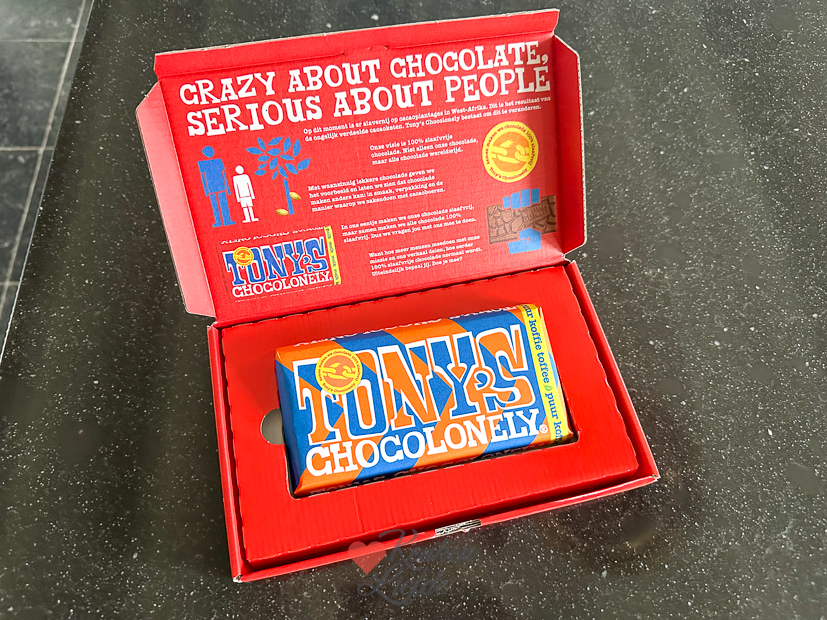 CRAZY ABOUT CHOCOLATE,
SERIOUS ABOUT PEOPLE
Op dit moment is er slavernij op cacaoplantages in West-Afrika. Dit is het resultaat van
de ongelijk verdeelde cacaoketen. Tony's Chocolonely bestaat om dit te veranderen.
Onze visie is 100% slaafvrije
chocolade. Niet alleen onze chocolade,
maar alle chocolade wereldwijd.
Met waanzinnig lekkere chocolade geven we
het voorbeeld en laten we zien dat chocolade
maken anders kan: in smaak, verpakking en de
manier waarop we zakendoen met cacaoboeren.
In ons eentje maken we onze chocolade slaafvrij,
maar samen maken we alle chocolade 100%
slaafvrij. Dus we vragen jou met ons mee te doen.
Want hoe meer mensen meedoen met onze
missie en ons verhaal delen, hoe eerder
100% slaafvrije chocolade normaal wordt.
Uiteindelijk bepaal jij. Doe je mee?
TONY'S
CHOCOLONELY
TONY'S
CHOCOLONELY
puur koffie toffee
puur